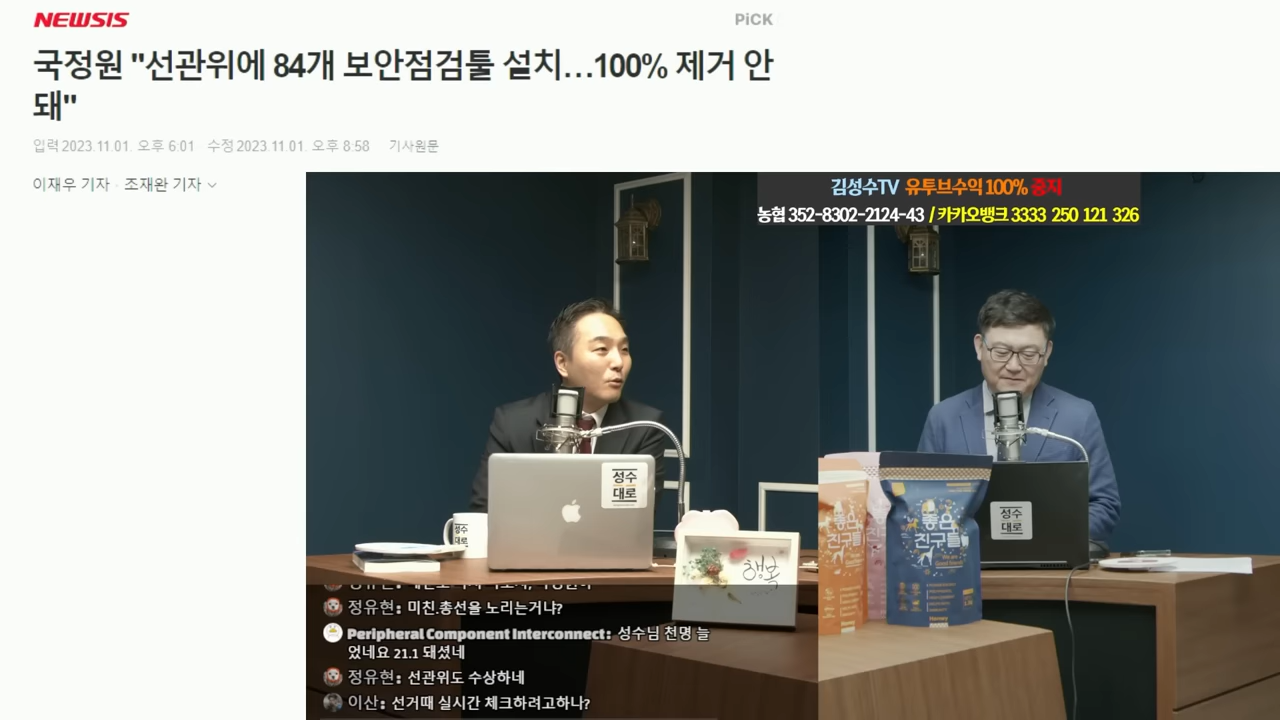 NEWSIS
PiCK
국정원 "선관위에 84개 보안점검툴 설치…100% 제거 안
돼"
입력 2023.11.01. 오후 6:01 수정 2023.11.01. 오후 8:58 기사원문
이재우 기자 · 조재완 기자
김성수TV 유투브수익 100% 중지
농협 352-8302-2124-43 / 카카오뱅크 3333 250 121 326
성수
대로
성수
대로
성수
대로
좋은
친구들
좋은
친구들
행복
정유현: 미친.총선을 노리는거냐?
Peripheral Component Interconnect: 성수님 천명 늘
었네요 21.1 돼셨네
정유현: 선관위도 수상하네
이산: 선거때 실시간 체크하려고하나?